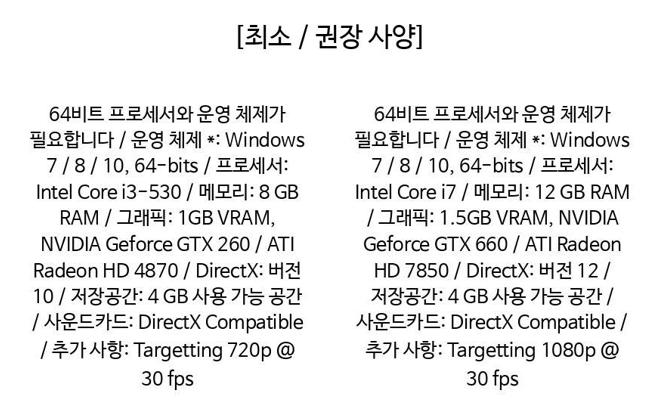 [최소 / 권장 사양]
64비트 프로세서와 운영 체제가
필요합니다 / 운영 체제 *: Windows
7 / 8 / 10, 64-bits / 프로세서:
Intel Core i3-530 / 메모리: 8 GB
RAM / 그래픽: 1GB VRAM,
NVIDIA Geforce GTX 260 / ATI
Radeon HD 4870 / DirectX: 버전
10 / 저장공간: 4 GB 사용 가능 공간
/ 사운드카드: DirectX Compatible
/ 추가 사항: Targetting 720p @
30 fps
64비트 프로세서와 운영 체제가
필요합니다 / 운영 체제 *: Windows
7 / 8 / 10, 64-bits / 프로세서:
Intel Core i7 / 메모리: 12 GB RAM
/ 그래픽: 1.5GB VRAM, NVIDIA
Geforce GTX 660 / ATI Radeon
HD 7850 / DirectX: 버전 12 /
저장공간: 4 GB 사용 가능 공간 /
사운드카드: DirectX Compatible /
추가 사항: Targetting 1080p @
30 fps